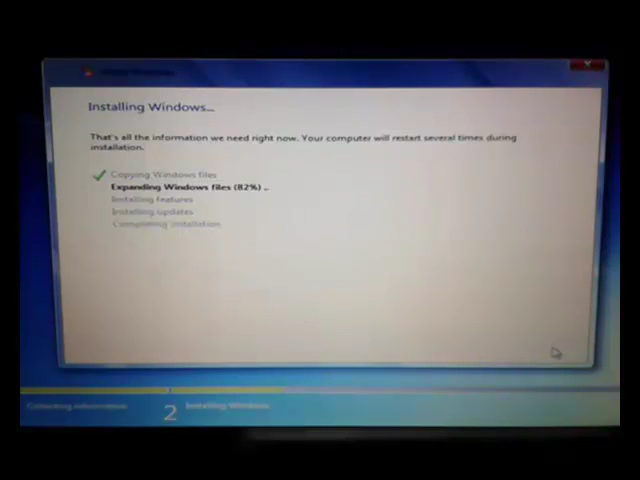 Installing Windows...
That's all the information we need right now. Your computer will restart several times during
installation.
Copying Windows files
Expanding Windows files (82%) ..
Installing features
Installing updates
Completing installation
Collecting information
2 Installing Windows